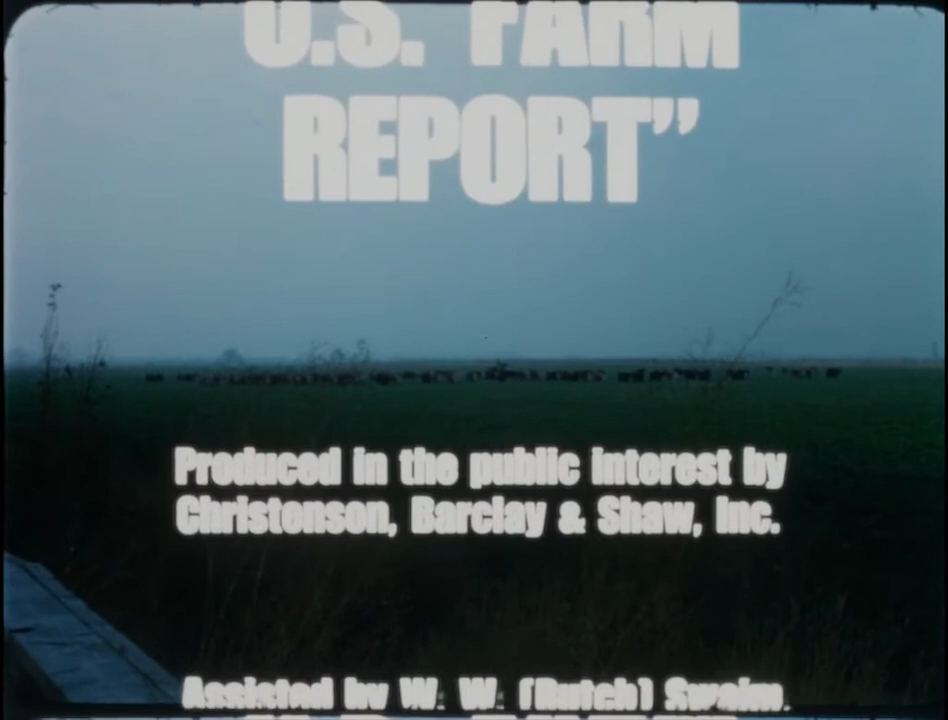 U.S. FARM
REPORT"
Produced in the public interest by
Christenson, Barclay & Shaw, Inc.
Assisted by W. W. (Butch) Swaim,